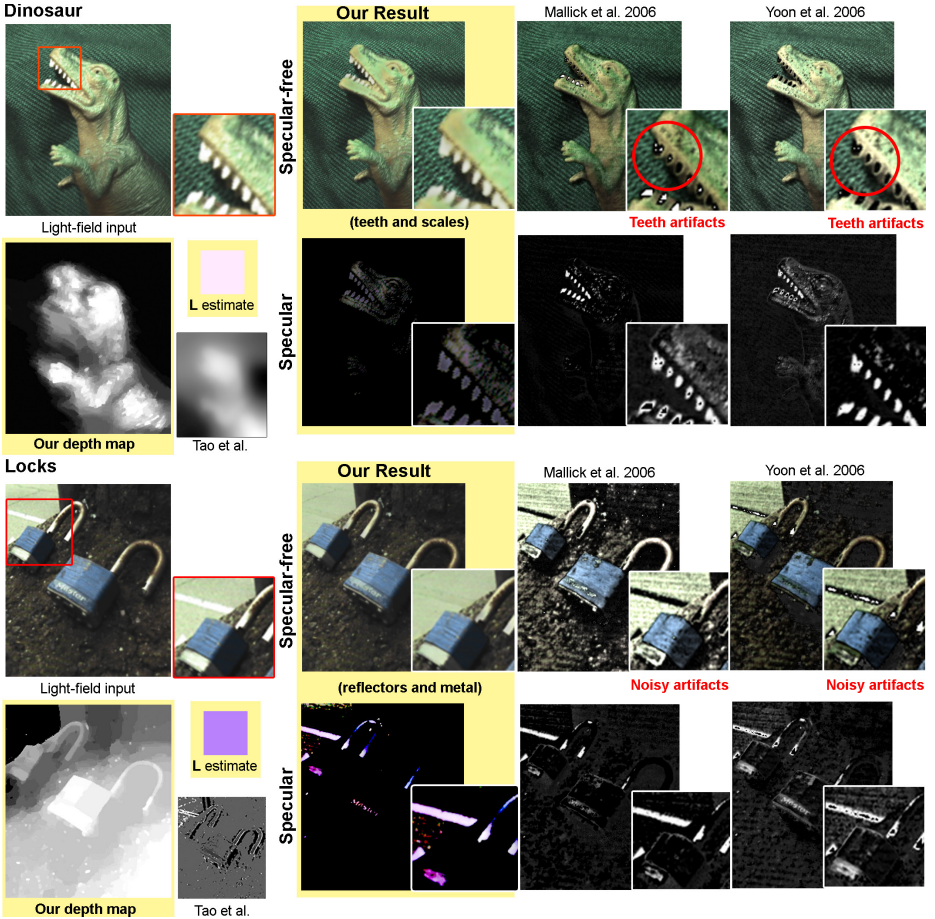 Dinosaur
Our Result
Mallick et al. 2006
Yoon et al. 2006
Specular-free
Light-field input
(teeth and scales)
Teeth artifacts
Teeth artifacts
L estimate
Specular
Our depth map
Tao et al.
Locks
Our Result
Mallick et al. 2006
Yoon et al. 2006
Specular-free
Master
Light-field input
(reflectors and metal)
Noisy artifacts
Noisy artifacts
L estimate
Specular
Our depth map
Tao et al.